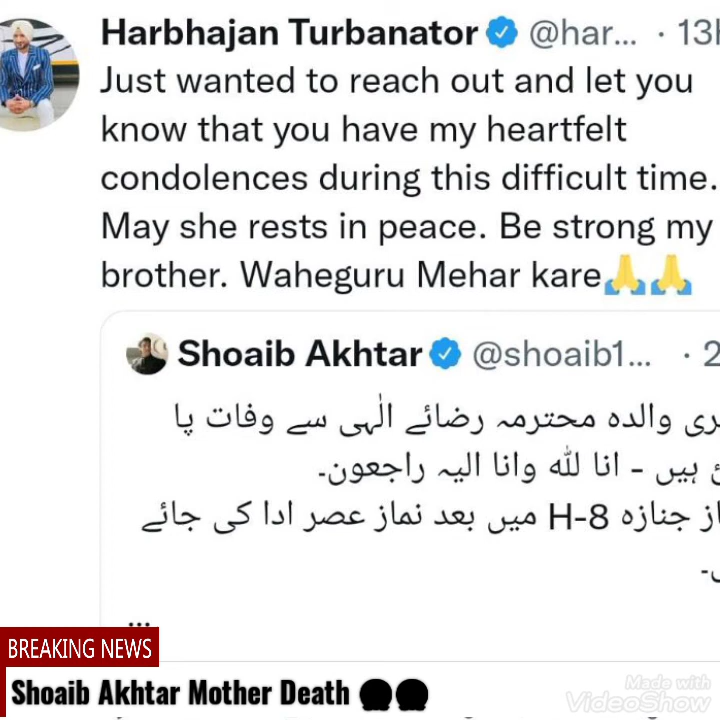 Harbhajan Turbanator @har... · 13h
Just wanted to reach out and let you
know that you have my heartfelt
condolences during this difficult time.
May she rests in peace. Be strong my
brother. Waheguru Mehar kare🙏🙏
Shoaib Akhtar @shoaib1... · 2
ری والدہ محترمہ رضائے الٰہی سے وفات پا
ئ ہیں - انا للہ وانا الیہ راجعون۔
از جنازہ H-8 میں بعد نماز عصر ادا کی جائے
۔
...
BREAKING NEWS
Shoaib Akhtar Mother Death
Made with
VideoShow